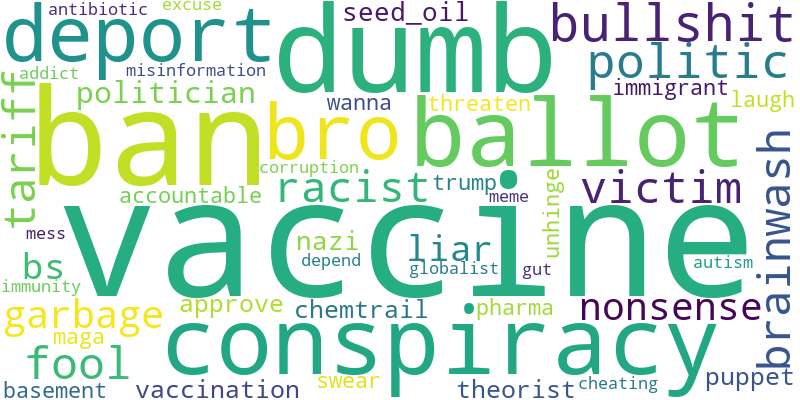 antibiotic
excuse
seed_oil
bullshit
deport
dumb
politic
addict
misinformation
politician
wanna
threaten
immigrant
laugh
tariff
ban
bro
ballot
corruption
brainwash
accountable
racist
trump
meme
unhinge
victim
vaccine
mess
nazi
liar
depend
globalist
gut
autism
bs
immunity
garbage
approve
chemtrail
pharma
nonsense
maga
conspiracy
fool
basement
vaccination
swear
theorist
cheating
puppet